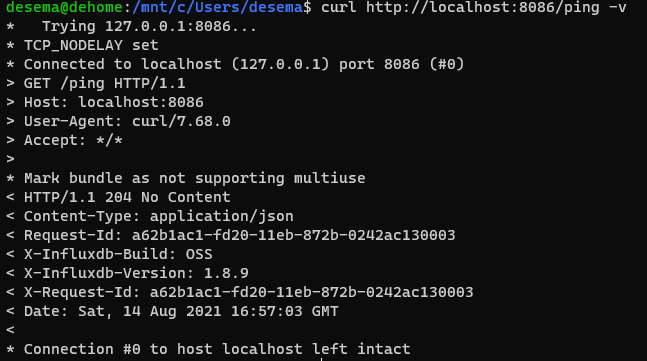 desema@dehome:/mnt/c/Users/desema$ curl http://localhost:8086/ping -v
*   Trying 127.0.0.1:8086...
* TCP_NODELAY set
* Connected to localhost (127.0.0.1) port 8086 (#0)
> GET /ping HTTP/1.1
> Host: localhost:8086
> User-Agent: curl/7.68.0
> Accept: */*
>
* Mark bundle as not supporting multiuse
< HTTP/1.1 204 No Content
< Content-Type: application/json
< Request-Id: a62b1ac1-fd20-11eb-872b-0242ac130003
< X-Influxdb-Build: OSS
< X-Influxdb-Version: 1.8.9
< X-Request-Id: a62b1ac1-fd20-11eb-872b-0242ac130003
< Date: Sat, 14 Aug 2021 16:57:03 GMT
<
* Connection #0 to host localhost left intact